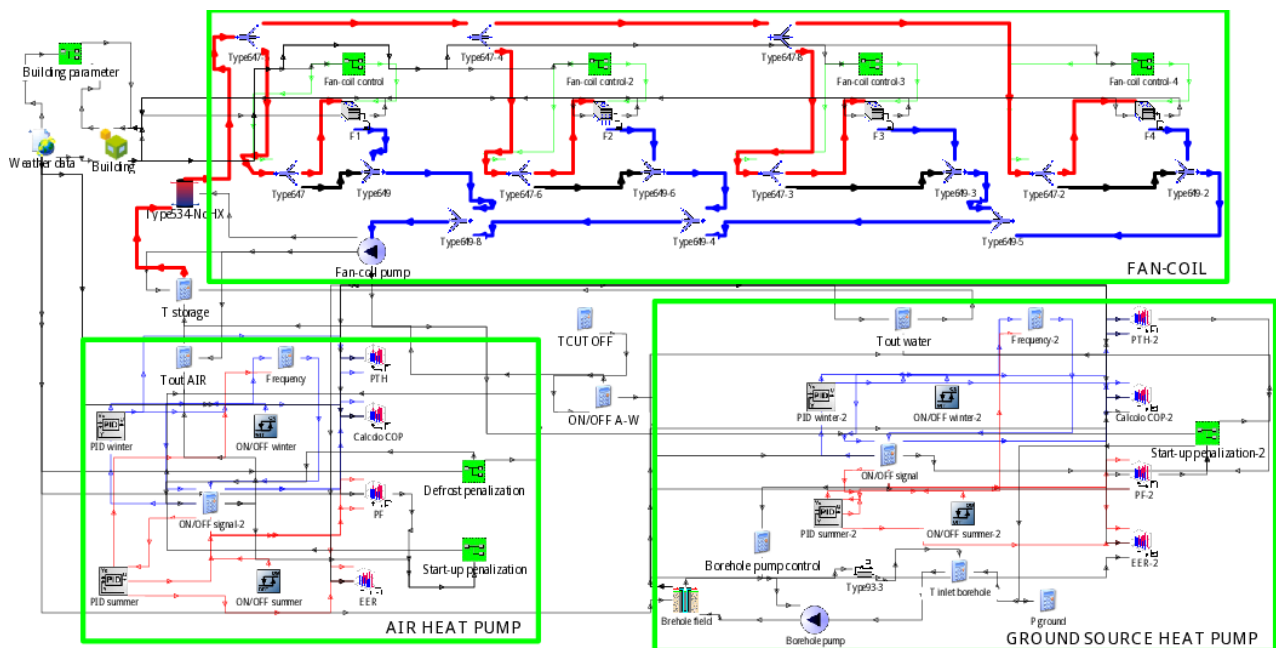 Type647-
Type647-4
Type647-8
Building parameter
Fan-coil control
Fan-coil control-2
Fan-coil control-3
Fan-coil control-4
F1
F2
F3
F4
Weather data
Building
Type647
Type649
Type647-6
Type649-6
Type647-3
Type649-3
Type647-2
Type649-2
Type534-NoHX
Type649-8
Type649-4
Type649-5
Fan-coil pump
FAN-COIL
T storage
T CUT OFF
T out water
Frequency-2
PTH-2
T out AIR
Frequency
PTH
ON/OFF A-W
PID winter-2
ON/OFF winter-2
Calcolo COP-2
PID winter
ON/OFF winter
Calcolo COP
Start-up penalization-2
Defrost penalization
ON/OFF signal
PF-2
ON/OFF signal-2
PF
PID summer-2
ON/OFF summer-2
EER-2
Start-up penalization
Borehole pump control
Type93-3
T inlet borehole
PID summer
ON/OFF summer
EER
Brehole field
Borehole pump
P ground
AIR HEAT PUMP
GROUND SOURCE HEAT PUMP